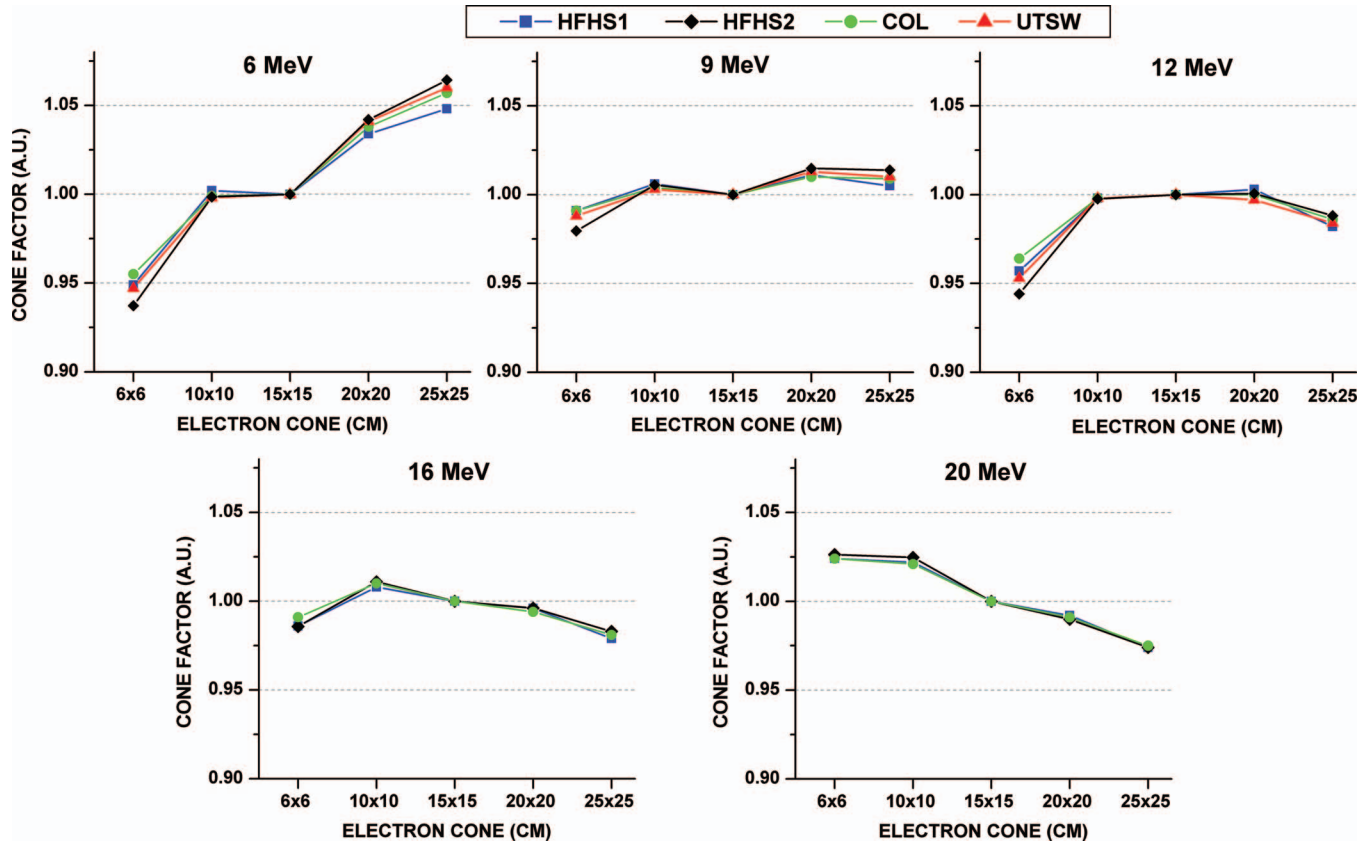 HFHS1 HFHS2 COL UTSW
6 MeV
CONE FACTOR (A.U.)
1.05
1.00
0.95
0.90
6x6 10x10 15x15 20x20 25x25
ELECTRON CONE (CM)
9 MeV
1.05
1.00
0.95
0.90
6x6 10x10 15x15 20x20 25x25
ELECTRON CONE (CM)
12 MeV
1.05
1.00
0.95
0.90
6x6 10x10 15x15 20x20 25x25
ELECTRON CONE (CM)
16 MeV
CONE FACTOR (A.U.)
1.05
1.00
0.95
0.90
6x6 10x10 15x15 20x20 25x25
ELECTRON CONE (CM)
20 MeV
CONE FACTOR (A.U.)
1.05
1.00
0.95
0.90
6x6 10x10 15x15 20x20 25x25
ELECTRON CONE (CM)